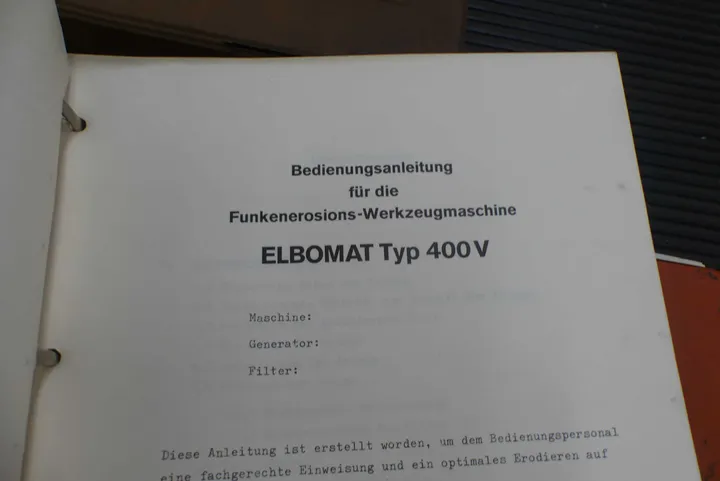 Bedienungsanleitung
für die
Funkenerosions-Werkzeugmaschine
ELBOMAT Typ 400 V
Maschine:
Generator:
Filter:
Diese Anleitung ist erstellt worden, um dem Bedienungspersonal
eine fachgerechte Einweisung und ein optimales Erodieren auf